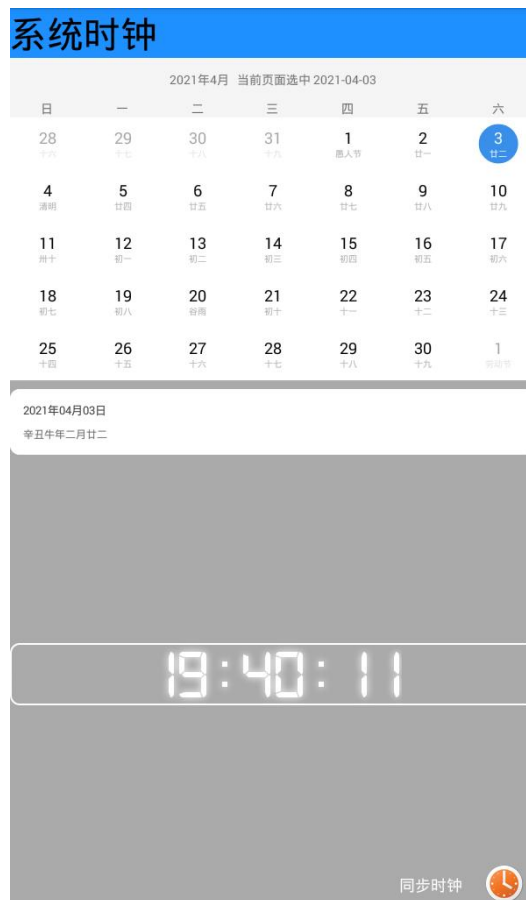 系统时钟
2021年4月 当前页面选中 2021-04-03
日 一 二 三 四 五 六
28 29 30 31 1 2 3
十六 十七 十八 十九 愚人节 廿一 廿二
4 5 6 7 8 9 10
清明 廿四 廿五 廿六 廿七 廿八 廿九
11 12 13 14 15 16 17
卅十 初一 初二 初三 初四 初五 初六
18 19 20 21 22 23 24
初七 初八 谷雨 初十 十一 十二 十三
25 26 27 28 29 30 1
十四 十五 十六 十七 十八 十九 劳动节
2021年04月03日
辛丑牛年二月廿二
19:40:11
同步时钟